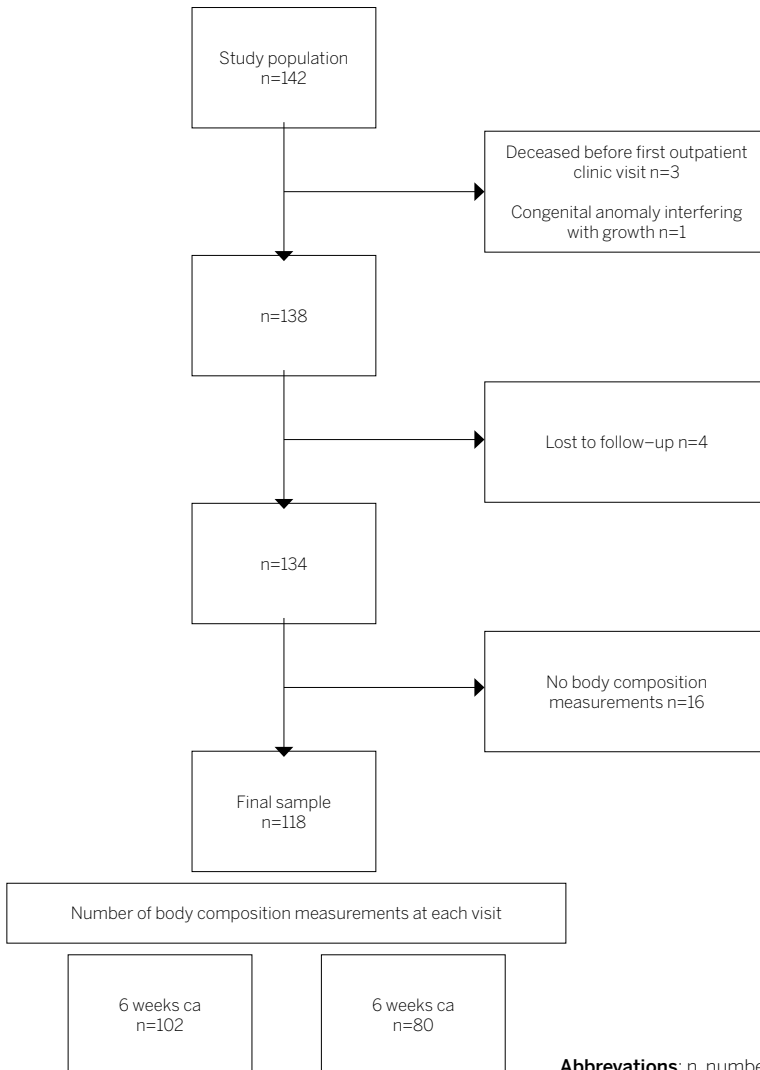 Study population
n=142
Deceased before first outpatient
clinic visit n=3
Congenital anomaly interfering
with growth n=1
n=138
Lost to follow–up n=4
n=134
No body composition
measurements n=16
Final sample
n=118
Number of body composition measurements at each visit
6 weeks ca
n=102
6 weeks ca
n=80
Abbrevations: n, number